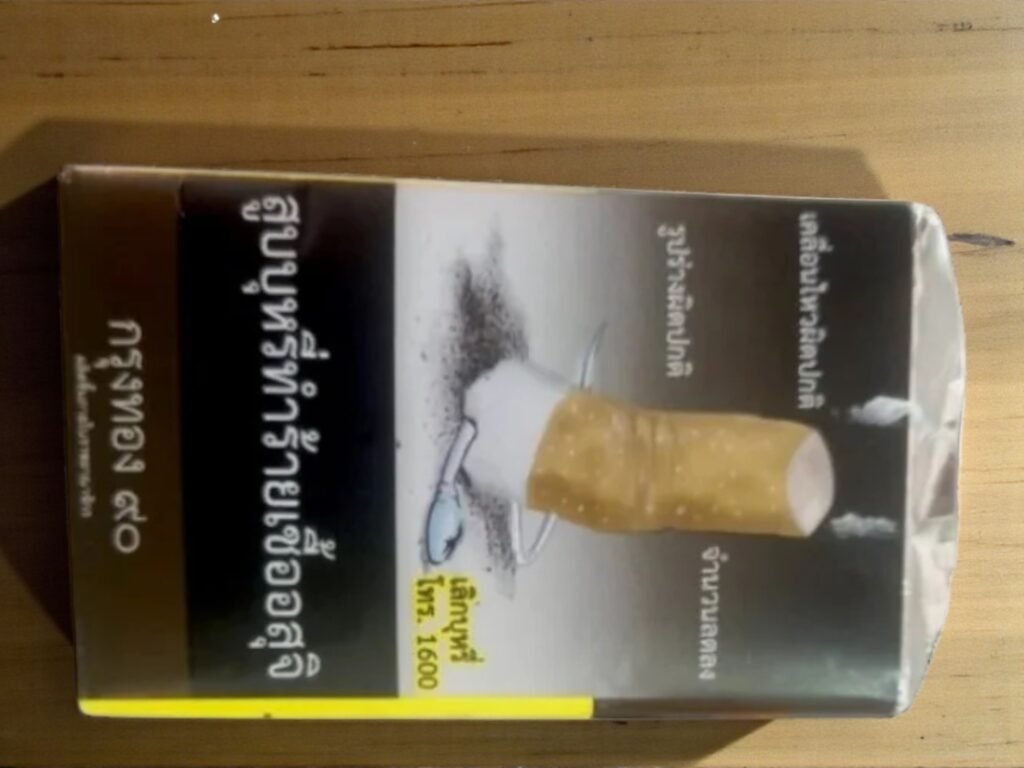 เคลื่อนไหวผิดปกติ
รูปร่างผิดปกติ
จำนวนลดลง
เลิกบุหรี่
โทร. 1600
สูบบุหรี่ทำร้ายเชื้ออสุจิ
กรุงทอง ๙๐